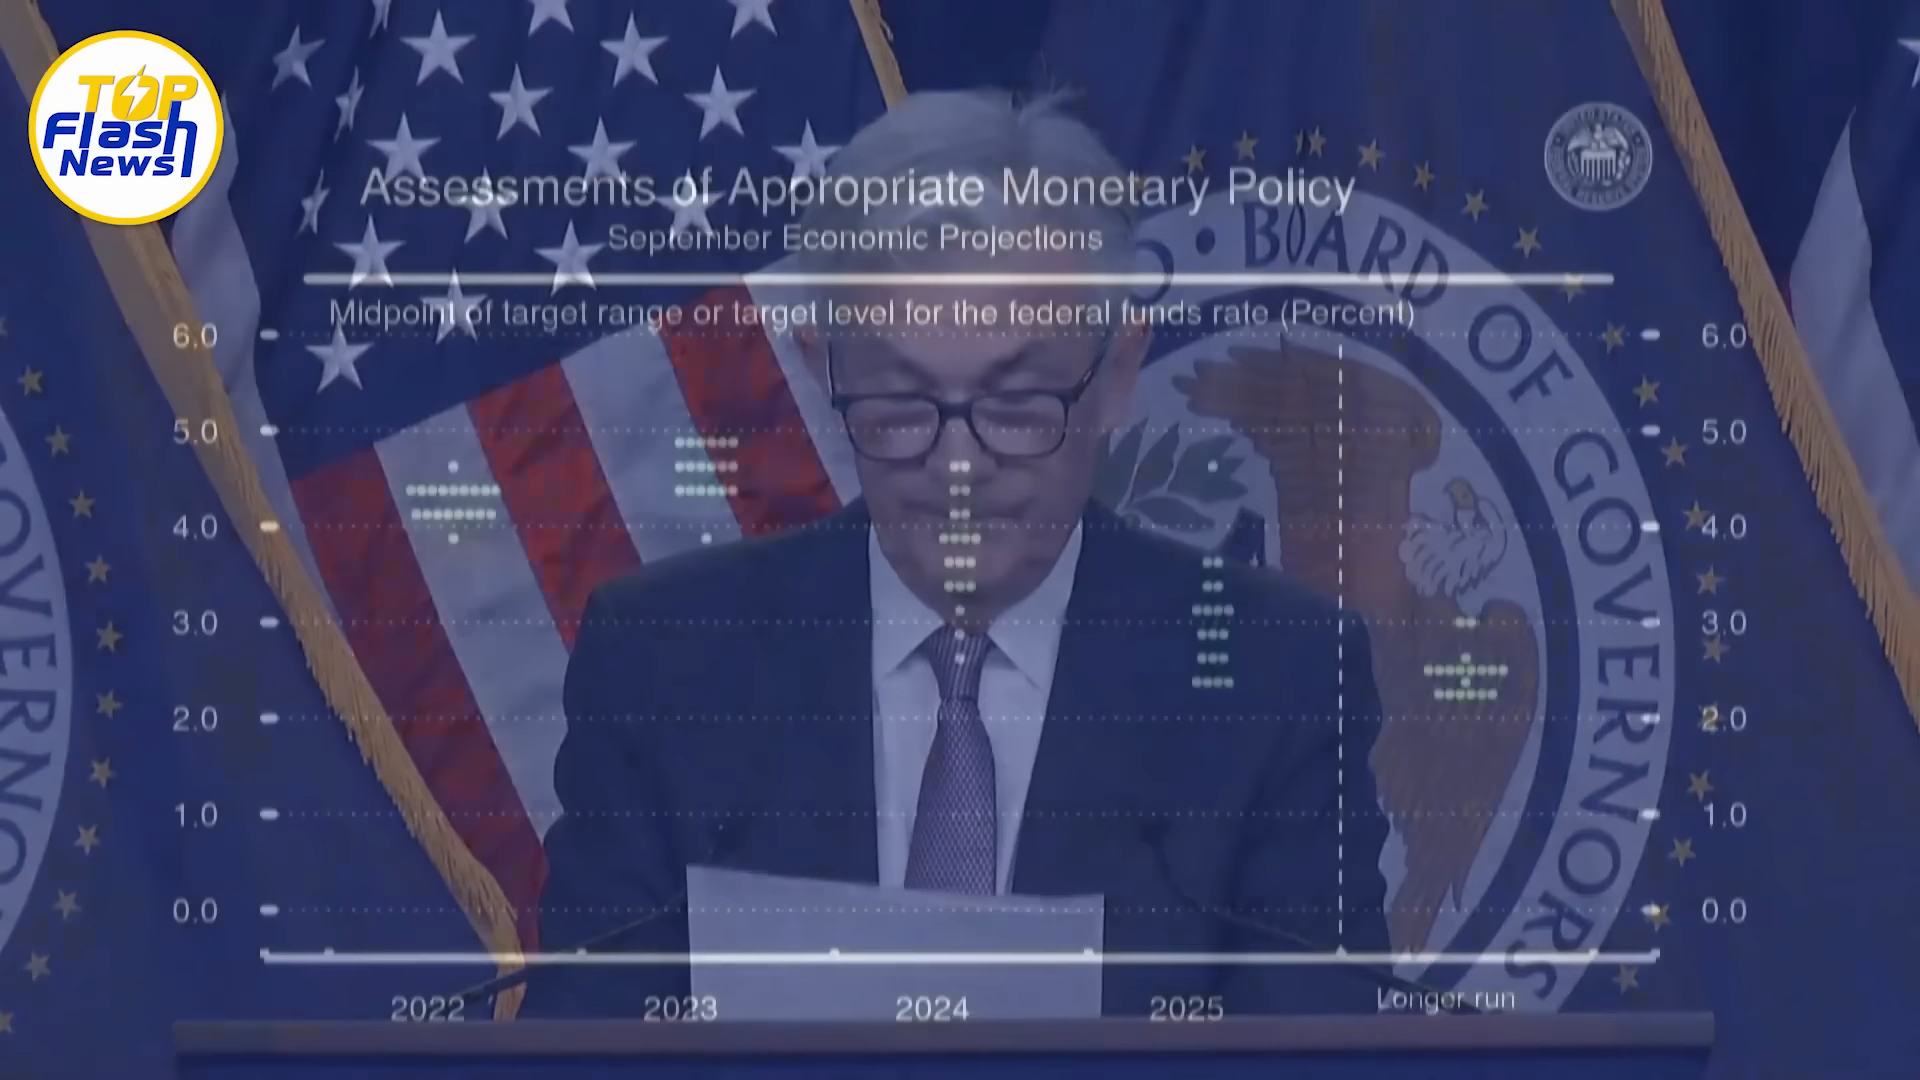 TOP
Flash
News
Assessments of Appropriate Monetary Policy
September Economic Projections
Midpoint of target range or target level for the federal funds rate (Percent)
BOARD OF GOVERNORS
6.0 6.0
5.0 5.0
4.0 4.0
3.0 3.0
2.0 2.0
1.0 1.0
0.0 0.0
2022 2023 2024 2025 Longer run